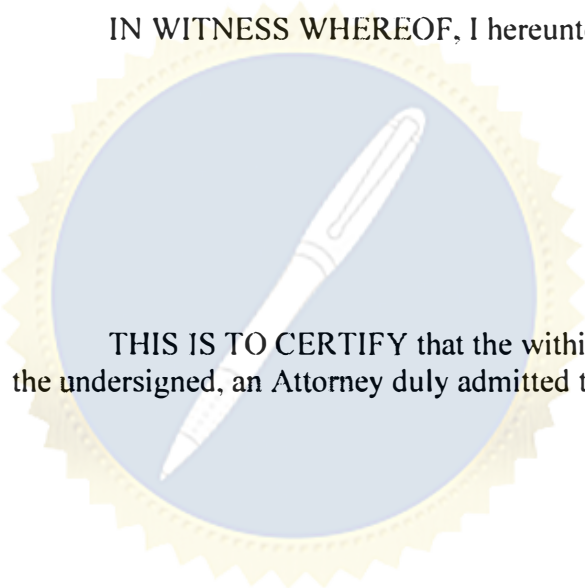 IN WITNESS WHEREOF, I hereunt
THIS IS TO CERTIFY that the withi
the undersigned, an Attorney duly admitted t